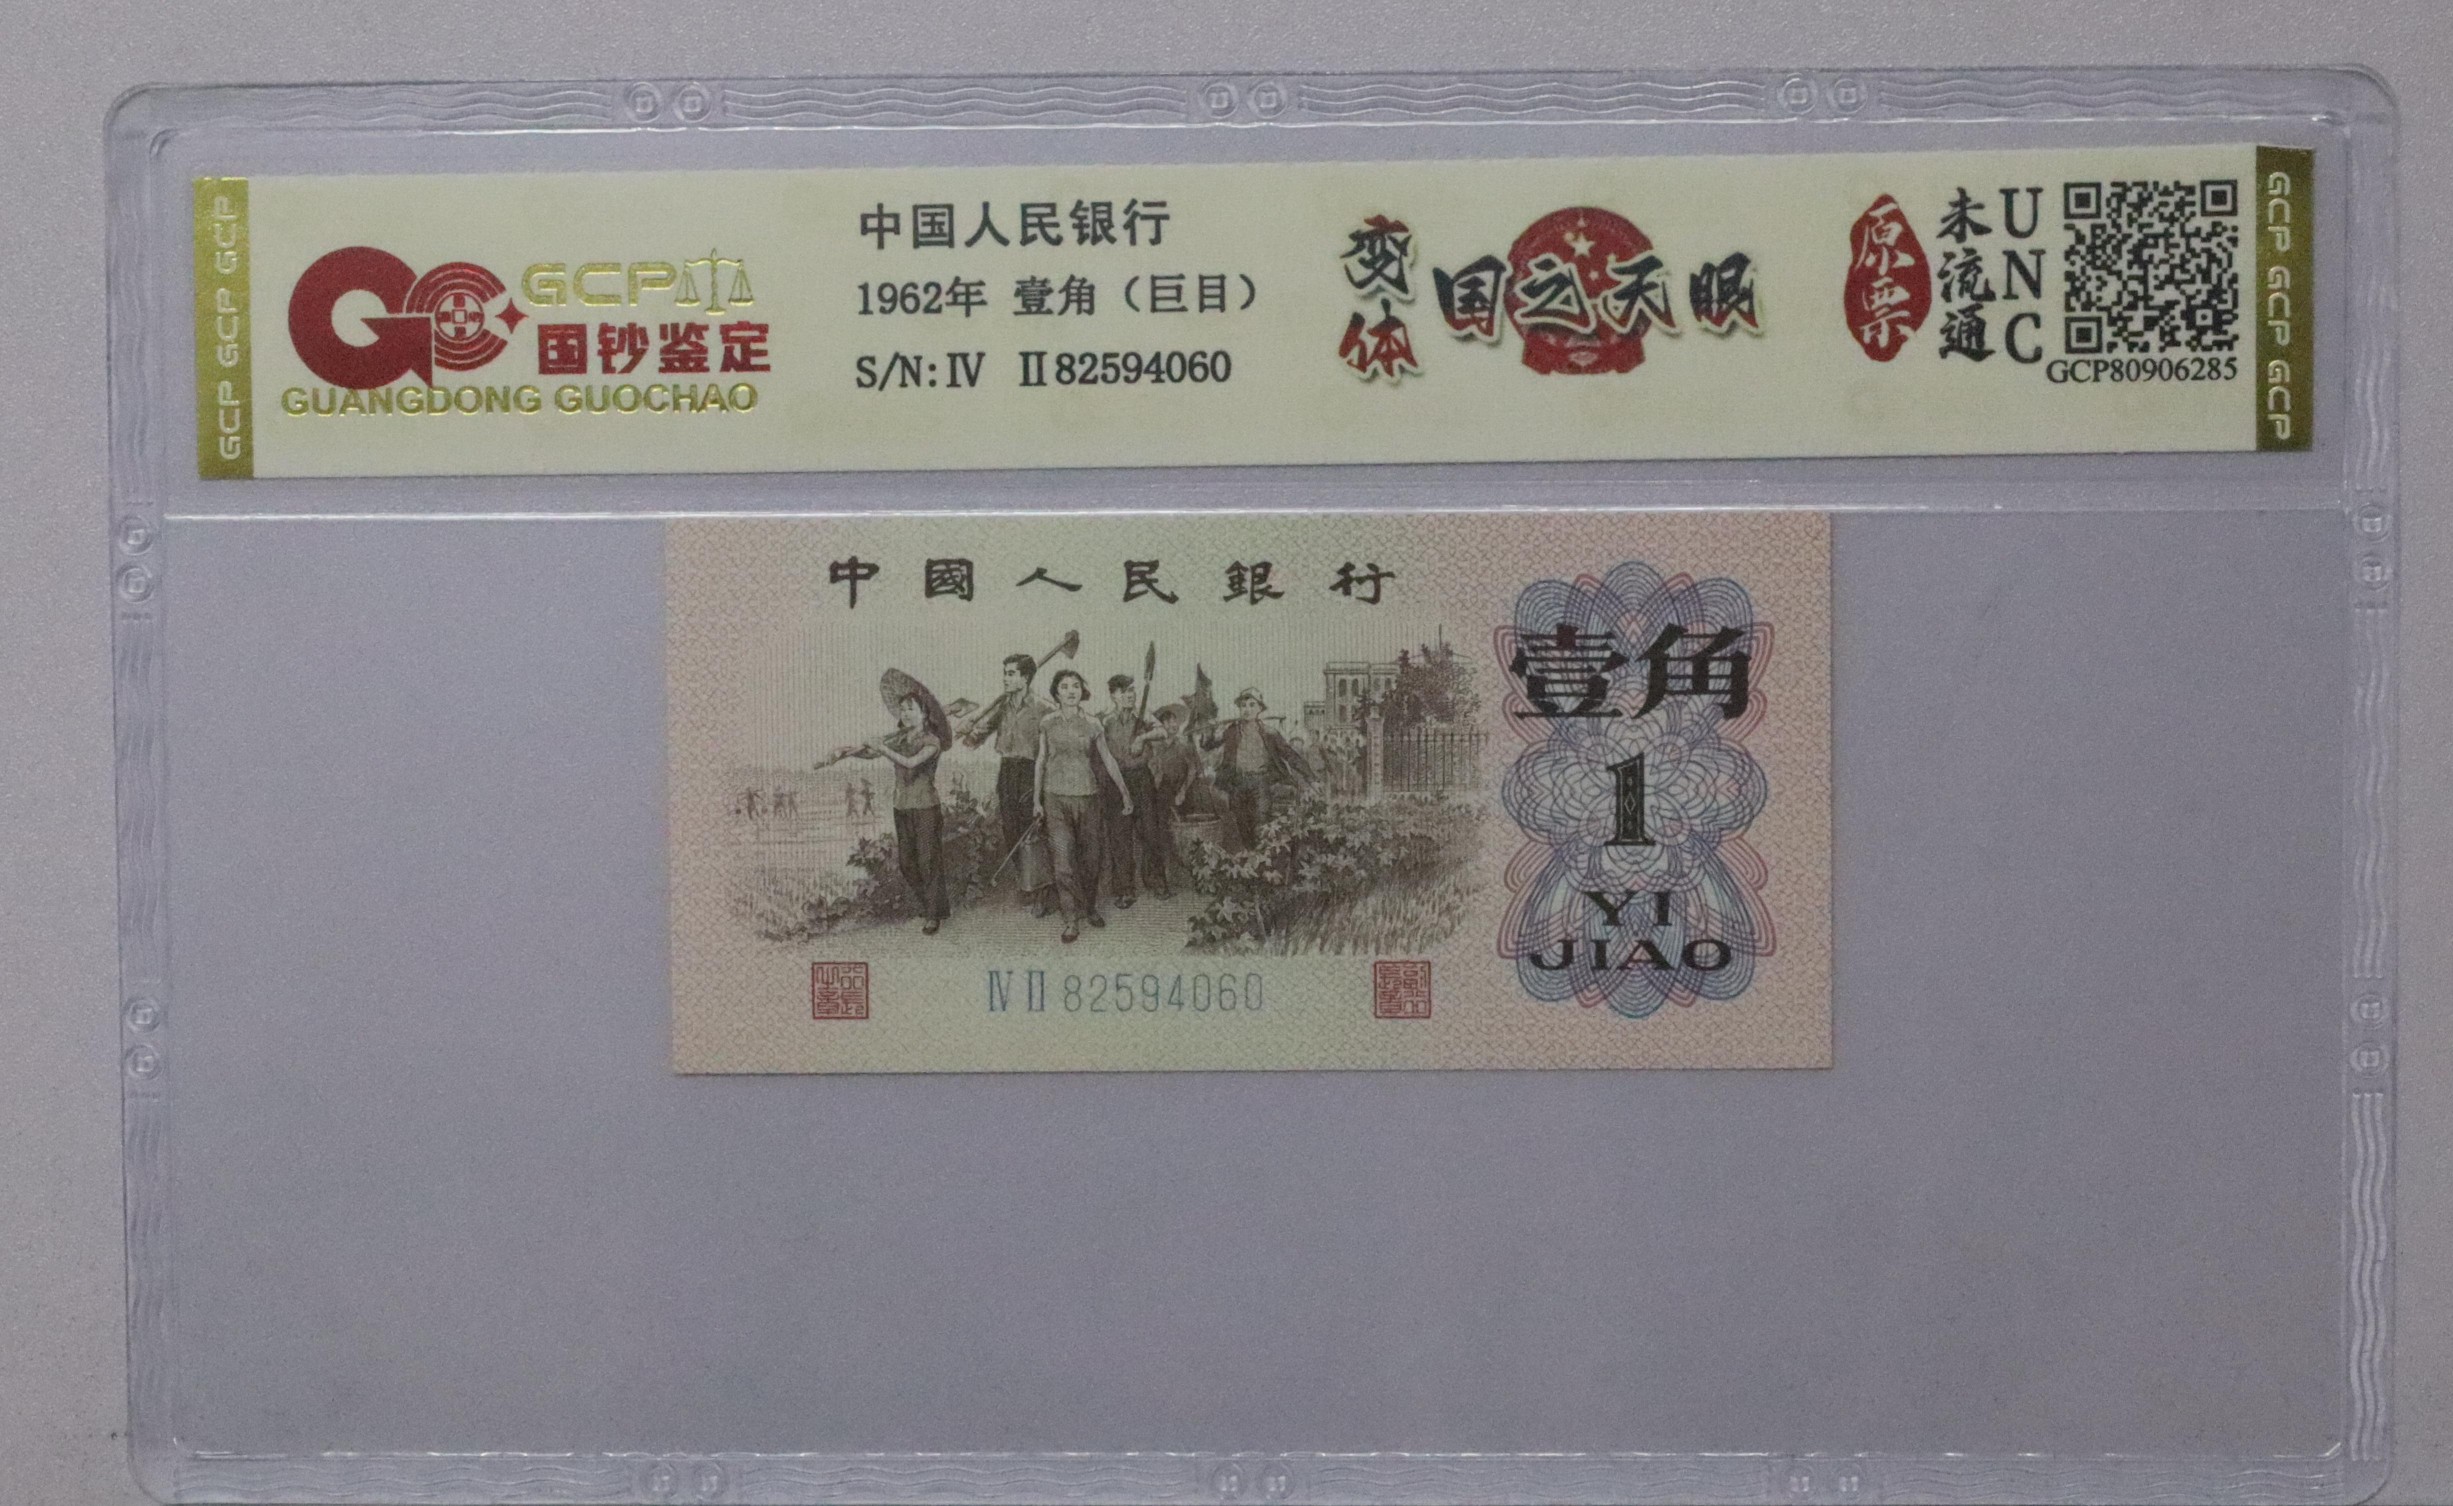 GCP GCP GCP
GCP
国钞鉴定
GUANGDONG GUOCHAO
中国人民银行
1962年 壹角（巨目）
S/N: IV II 82594060
变体
国之天眼
原票
未流通
UNC
GCP80906285
GCP GCP GCP
中國人民銀行
壹角
1
YI
JIAO
IV II 82594060